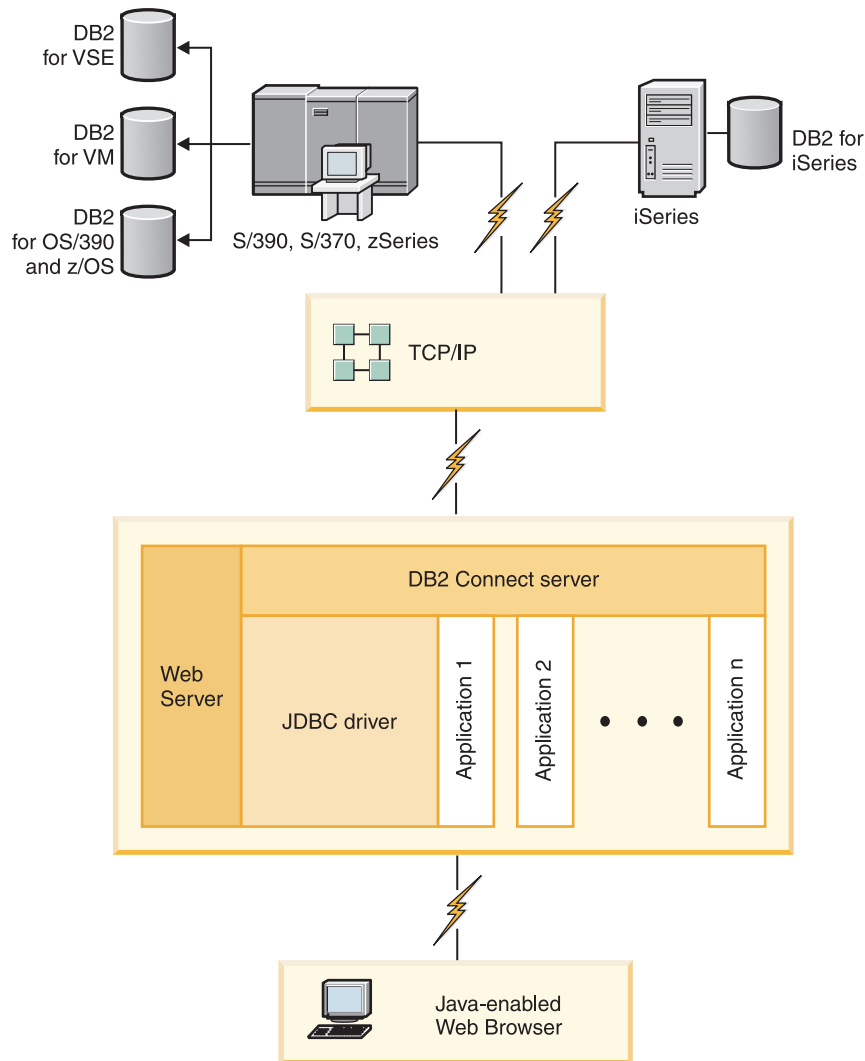 DB2
for VSE
DB2
for VM
DB2
for OS/390
and z/OS
S/390, S/370, zSeries
iSeries
DB2 for
iSeries
TCP/IP
DB2 Connect server
Web
Server
JDBC driver
Application 1
Application 2
Application n
Java-enabled
Web Browser